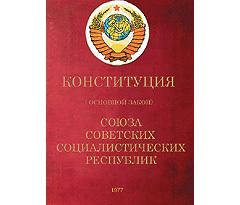 КОНСТИТУЦИЯ
(ОСНОВНОЙ ЗАКОН)
СОЮЗА
СОВЕТСКИХ
СОЦИАЛИСТИЧЕСКИХ
РЕСПУБЛИК
1977